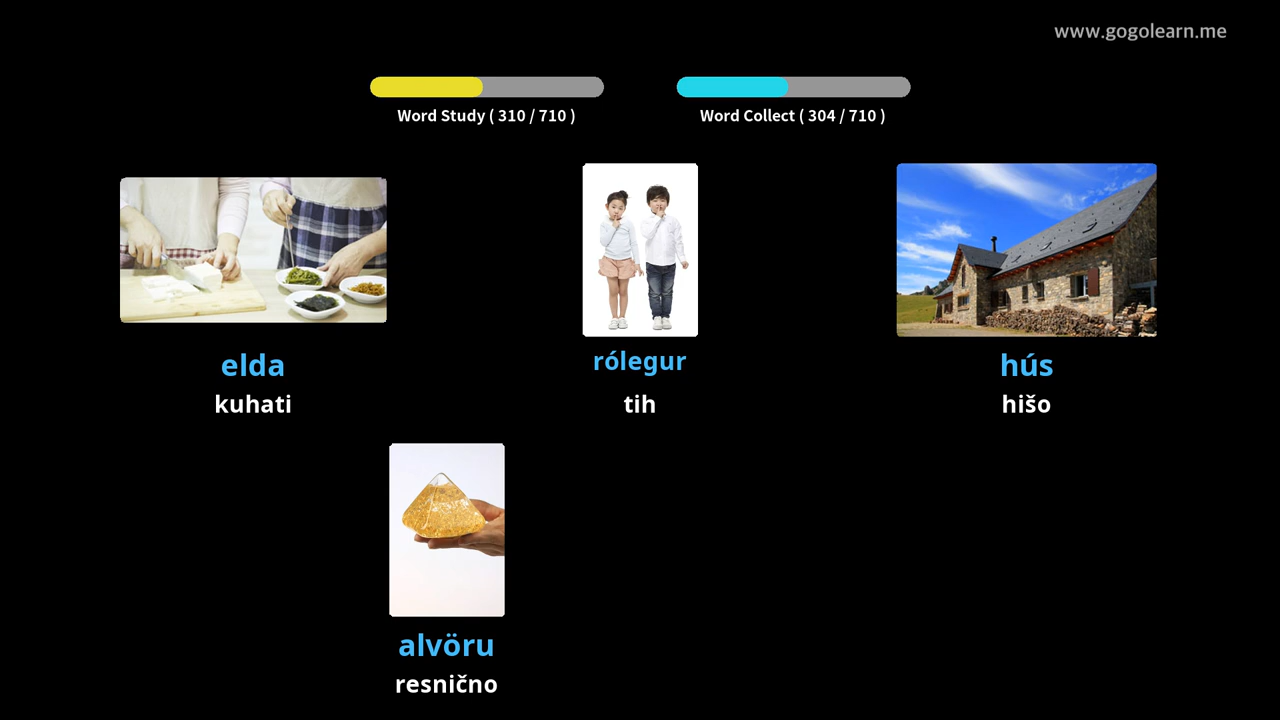 www.gogolearn.me
Word Study ( 310 / 710 )
Word Collect ( 304 / 710 )
elda
kuhati
rólegur
tih
hús
hišo
alvöru
resnično